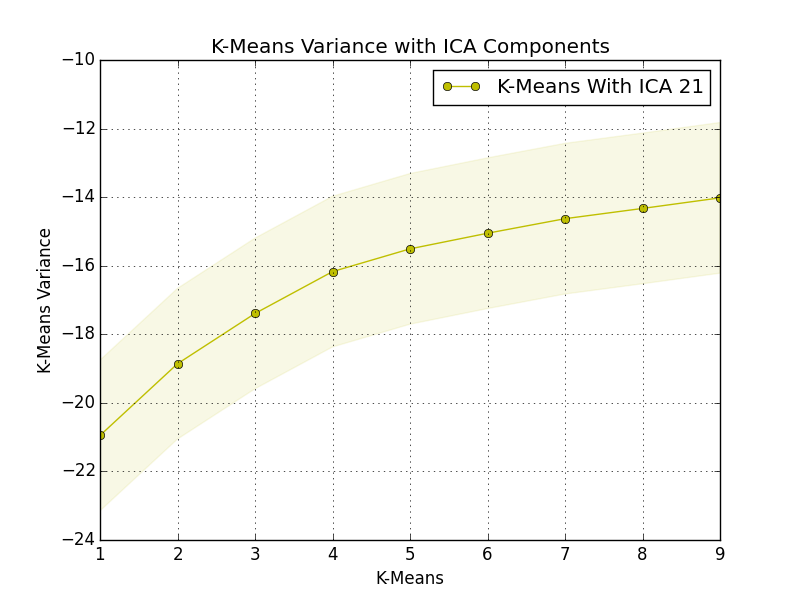 K-Means Variance with ICA Components
K-Means With ICA 21
−10
−12
−14
−16
−18
−20
−22
−24
K-Means Variance
1 2 3 4 5 6 7 8 9
K-Means